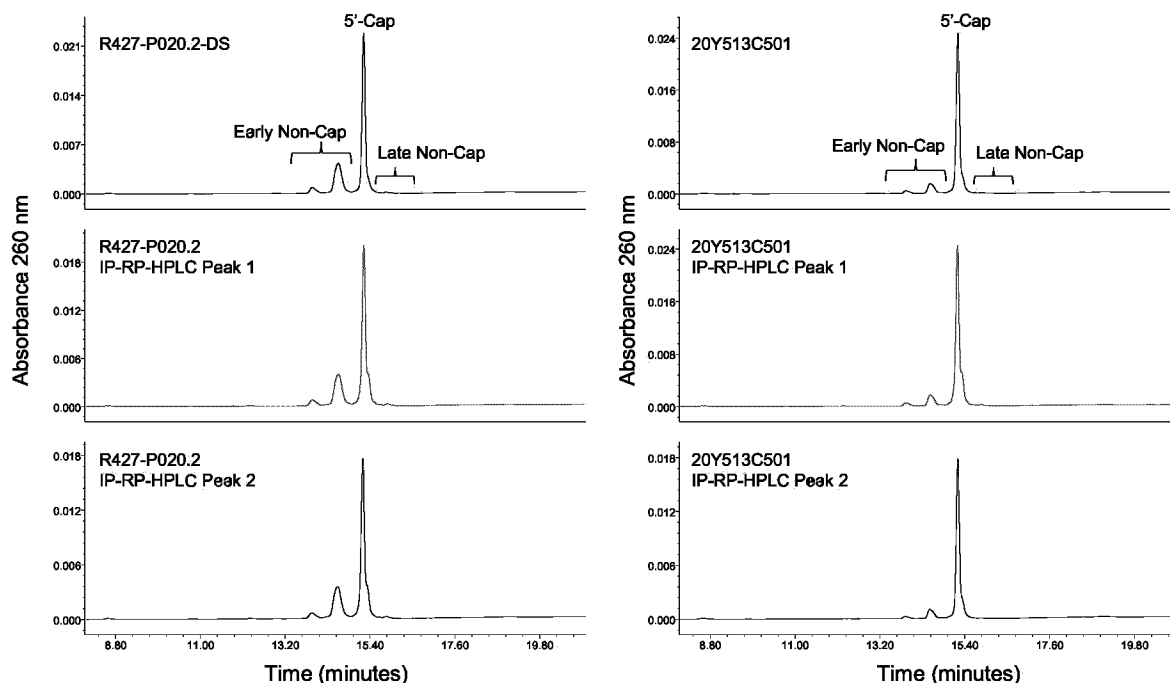 R427-P020.2-DS
5'-Cap
Early Non-Cap
Late Non-Cap
0.021
0.014
0.007
0.000
R427-P020.2
IP-RP-HPLC Peak 1
0.018
0.012
0.006
0.000
R427-P020.2
IP-RP-HPLC Peak 2
0.018
0.012
0.006
0.000
8.80 11.00 13.20 15.40 17.60 19.80
Time (minutes)
Absorbance 260 nm
20Y513C501
5'-Cap
Early Non-Cap
Late Non-Cap
0.024
0.016
0.008
0.000
20Y513C501
IP-RP-HPLC Peak 1
0.024
0.016
0.008
0.000
20Y513C501
IP-RP-HPLC Peak 2
0.018
0.012
0.006
0.000
8.80 11.00 13.20 15.40 17.60 19.80
Time (minutes)
Absorbance 260 nm